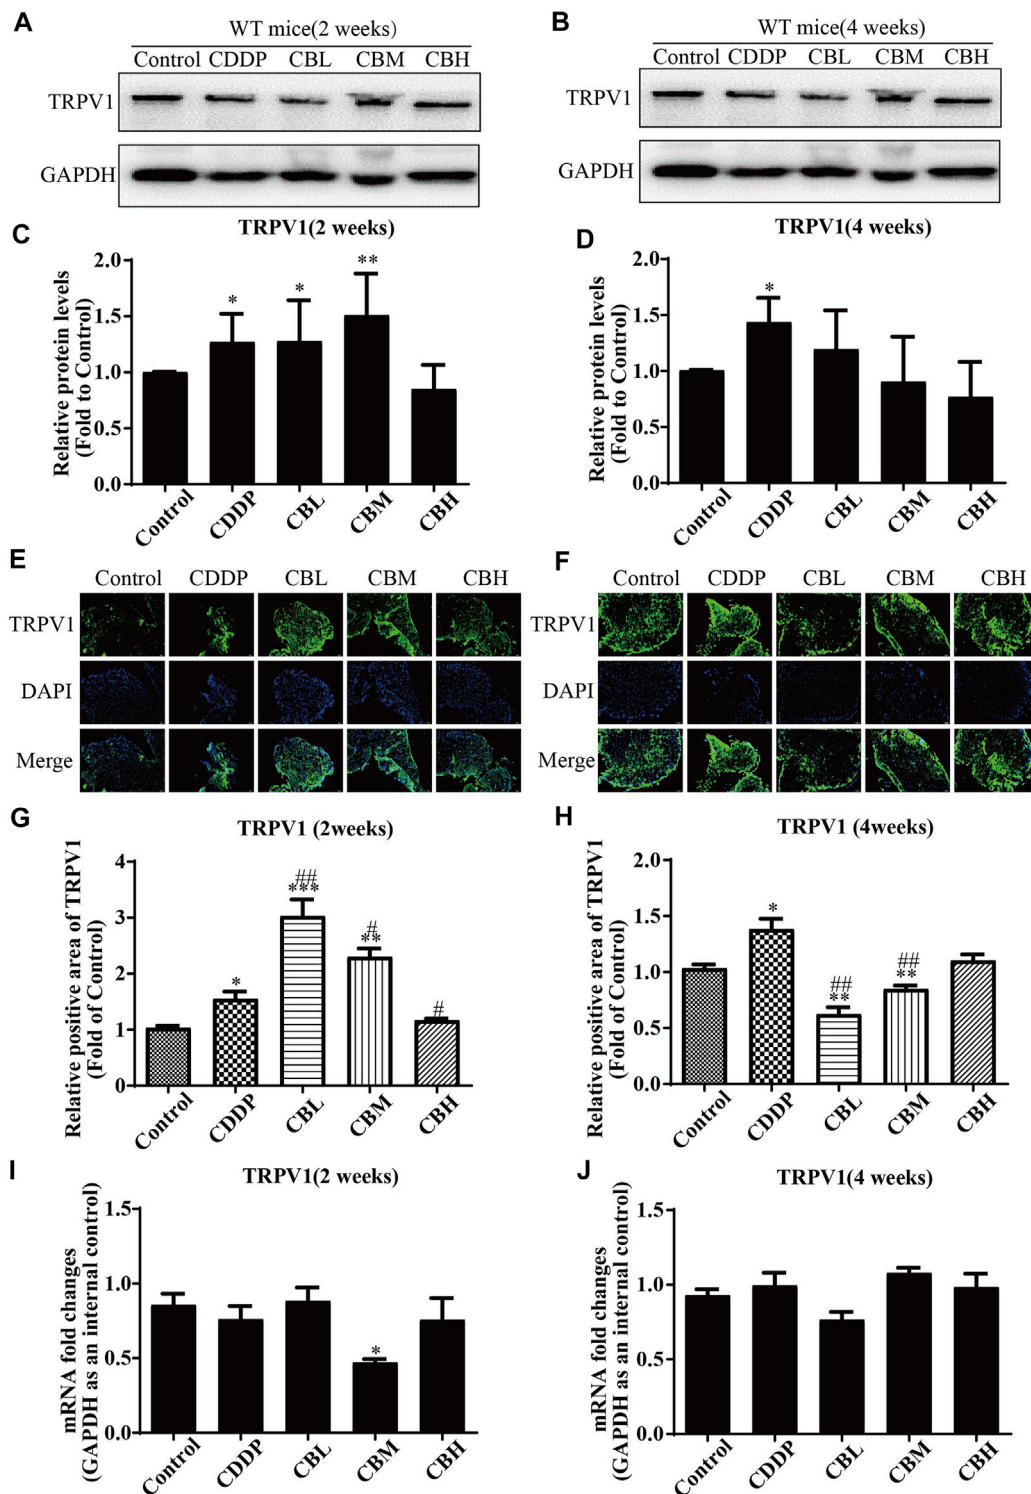 A
WT mice(2 weeks)
Control CDDP CBL CBM CBH
TRPV1
GAPDH
B
WT mice(4 weeks)
Control CDDP CBL CBM CBH
TRPV1
GAPDH
C
TRPV1(2 weeks)
Relative protein levels
(Fold to Control)
2.0
1.5
1.0
0.5
0.0
* * **
Control CDDP CBL CBM CBH
D
TRPV1(4 weeks)
Relative protein levels
(Fold to Control)
2.0
1.5
1.0
0.5
0.0
*
Control CDDP CBL CBM CBH
E
Control CDDP CBL CBM CBH
TRPV1
DAPI
Merge
F
Control CDDP CBL CBM CBH
TRPV1
DAPI
Merge
G
TRPV1 (2weeks)
Relative positive area of TRPV1
(Fold of Control)
4
3
2
1
0
## #
* *** ** #
Control CDDP CBL CBM CBH
H
TRPV1 (4weeks)
Relative positive area of TRPV1
(Fold of Control)
2.0
1.5
1.0
0.5
0.0
* ## ##
** **
Control CDDP CBL CBM CBH
I
TRPV1(2 weeks)
mRNA fold changes
(GAPDH as an internal control)
1.5
1.0
0.5
0.0
*
Control CDDP CBL CBM CBH
J
TRPV1(4 weeks)
mRNA fold changes
(GAPDH as an internal control)
1.5
1.0
0.5
0.0
Control CDDP CBL CBM CBH